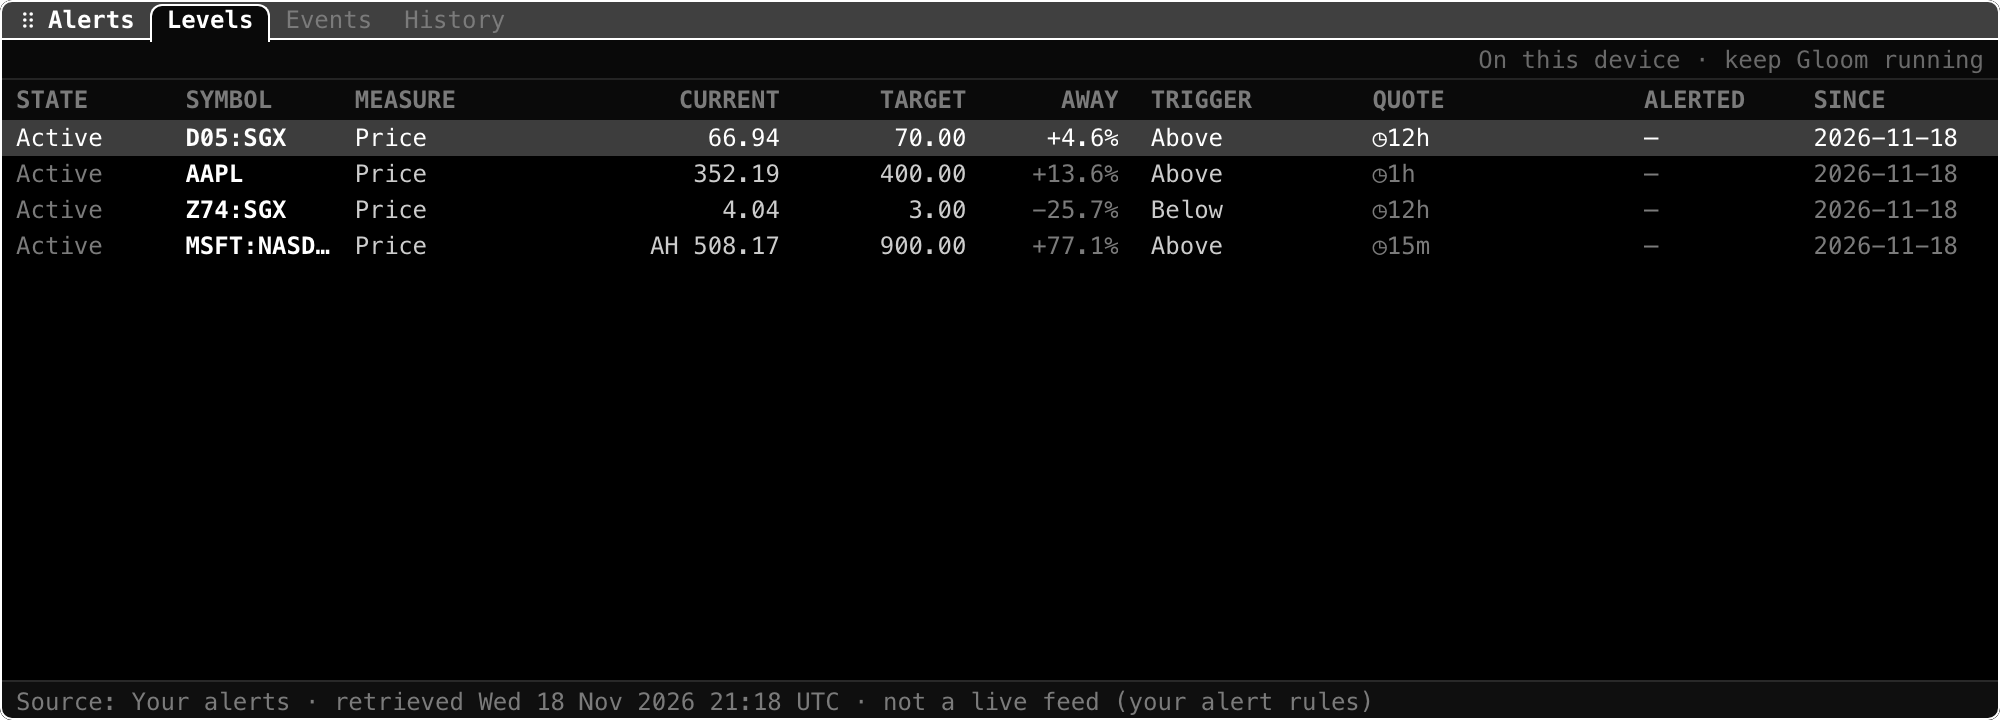 ⠿ Alerts Levels Events History
On this device · keep Gloom running
STATE SYMBOL MEASURE CURRENT TARGET AWAY TRIGGER QUOTE ALERTED SINCE
Active D05:SGX Price 66.94 70.00 +4.6% Above ◷12h — 2026−11−18
Active AAPL Price 352.19 400.00 +13.6% Above ◷1h — 2026−11−18
Active Z74:SGX Price 4.04 3.00 −25.7% Below ◷12h — 2026−11−18
Active MSFT:NASD… Price AH 508.17 900.00 +77.1% Above ◷15m — 2026−11−18
Source: Your alerts · retrieved Wed 18 Nov 2026 21:18 UTC · not a live feed (your alert rules)